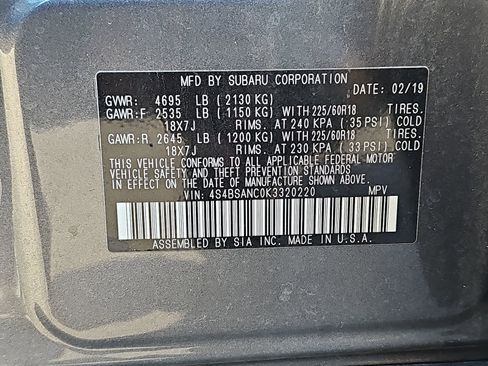 MFD BY SUBARU CORPORATION
DATE: 02/19
GVWR: 4695 LB ( 2130 KG)
GAWR:F 2535 LB ( 1150 KG) WITH 225/60R18 TIRES.
18X7J RIMS. AT 240 KPA ( 35 PSI) COLD
GAWR:R 2645 LB ( 1200 KG) WITH 225/60R18 TIRES.
18X7J RIMS. AT 230 KPA ( 33 PSI) COLD
THIS VEHICLE CONFORMS TO ALL APPLICABLE FEDERAL MOTOR
VEHICLE SAFETY AND THEFT PREVENTION STANDARDS
IN EFFECT ON THE DATE OF MANUFACTURE SHOWN ABOVE.
VIN: 4S4BSANC0K3320220 MPV
ASSEMBLED BY SIA INC. MADE IN U.S.A.